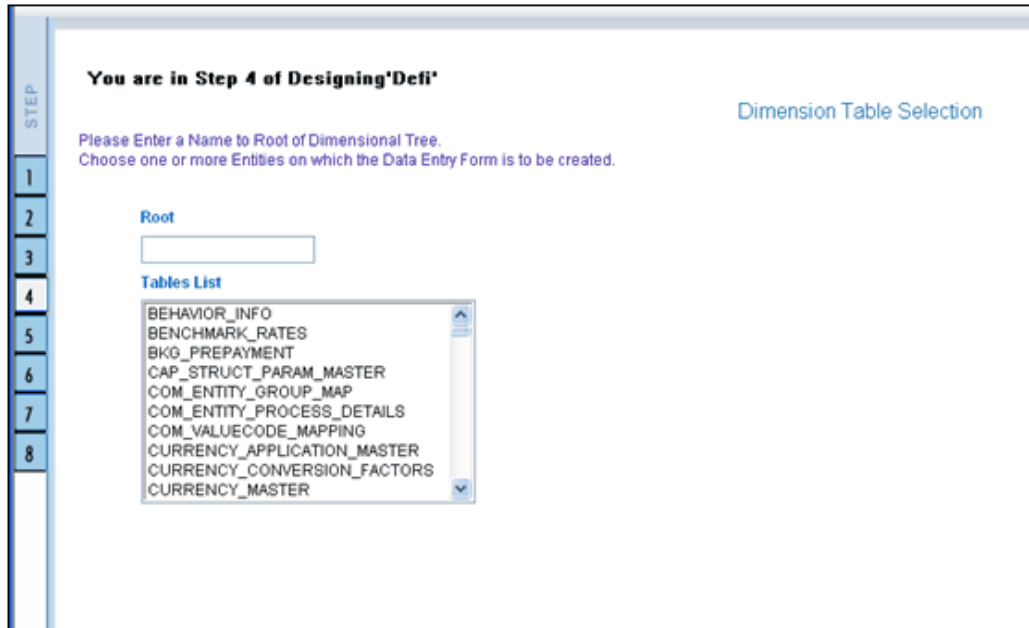 STEP
1
2
3
4
5
6
7
8
You are in Step 4 of Designing'Defi'
Dimension Table Selection
Please Enter a Name to Root of Dimensional Tree.
Choose one or more Entities on which the Data Entry Form is to be created.
Root
Tables List
BEHAVIOR_INFO
BENCHMARK_RATES
BKG_PREPAYMENT
CAP_STRUCT_PARAM_MASTER
COM_ENTITY_GROUP_MAP
COM_ENTITY_PROCESS_DETAILS
COM_VALUECODE_MAPPING
CURRENCY_APPLICATION_MASTER
CURRENCY_CONVERSION_FACTORS
CURRENCY_MASTER